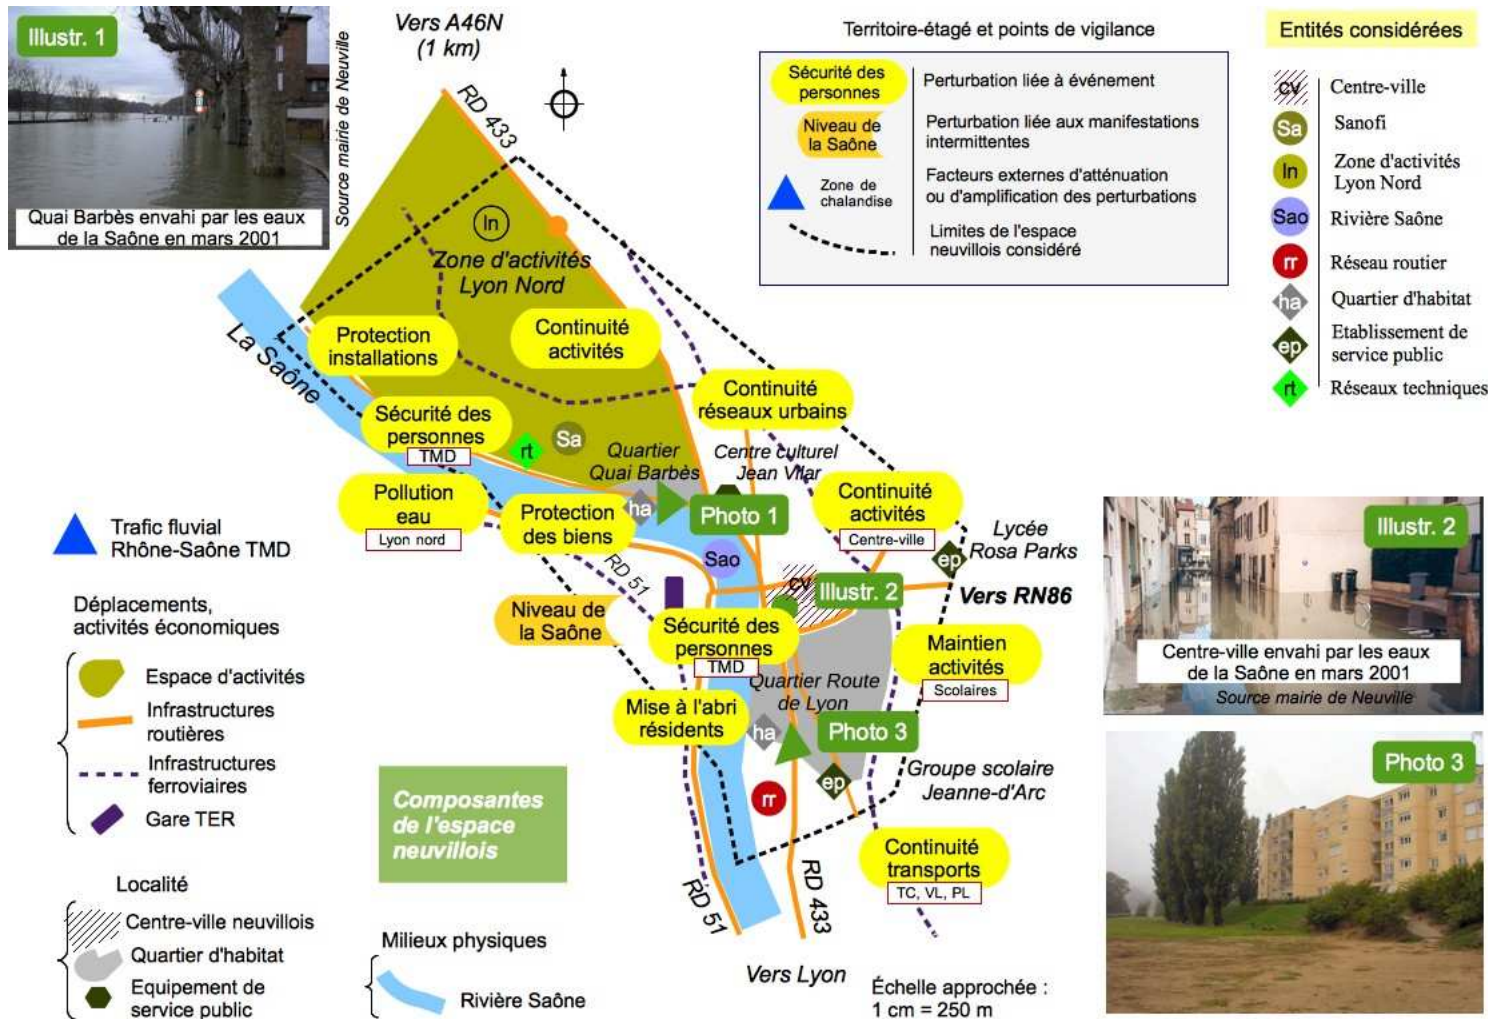 Illustr. 1
Quai Barbès envahi par les eaux
de la Saône en mars 2001
Source mairie de Neuville
Vers A46N
(1 km)
RD 433
Territoire-étagé et points de vigilance
Sécurité des
personnes
Perturbation liée à événement
Niveau de
la Saône
Perturbation liée aux manifestations
intermittentes
Zone de
chalandise
Facteurs externes d'atténuation
ou d'amplification des perturbations
Limites de l'espace
neuvillois considéré
Entités considérées
cv
Centre-ville
Sa
Sanofi
ln
Zone d'activités
Lyon Nord
Sao
Rivière Saône
rr
Réseau routier
ha
Quartier d'habitat
ep
Etablissement de
service public
rt
Réseaux techniques
ln
Zone d'activités
Lyon Nord
La Saône
Protection
installations
Continuité
activités
Continuité
réseaux urbains
Sécurité des
personnes
TMD
rt
Sa
Quartier
Quai Barbès
Centre culturel
Jean Vilar
Pollution
eau
Lyon nord
Protection
des biens
ha
Photo 1
Continuité
activités
Centre-ville
Lycée
Rosa Parks
ep
Sao
RD 51
cv
Illustr. 2
Vers RN86
Niveau de
la Saône
Sécurité des
personnes
TMD
Maintien
activités
Scolaires
Quartier Route
de Lyon
Mise à l'abri
résidents
ha
Photo 3
rr
ep
Groupe scolaire
Jeanne-d'Arc
Continuité
transports
TC, VL, PL
RD 51
RD 433
Vers Lyon
Échelle approchée :
1 cm = 250 m
Trafic fluvial
Rhône-Saône TMD
Déplacements,
activités économiques
Espace d'activités
Infrastructures
routières
Infrastructures
ferroviaires
Gare TER
Localité
Centre-ville neuvillois
Quartier d'habitat
Equipement de
service public
Composantes
de l'espace
neuvillois
Milieux physiques
Rivière Saône
Illustr. 2
Centre-ville envahi par les eaux
de la Saône en mars 2001
Source mairie de Neuville
Photo 3